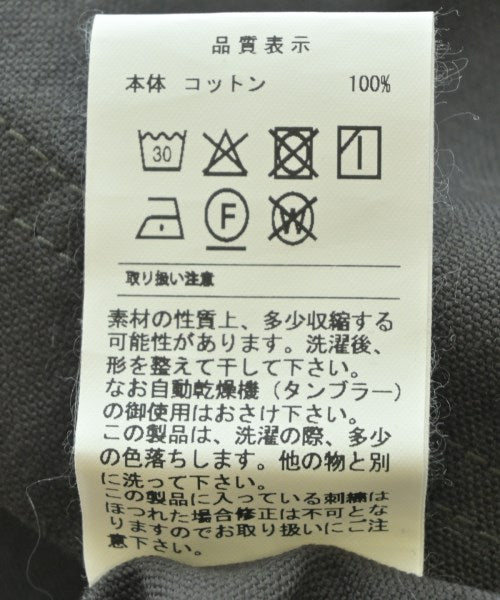 品質表示
本体 コットン 100%
30
F W
取り扱い注意
素材の性質上、多少収縮する
可能性があります。洗濯後、
形を整えて干して下さい。
なお自動乾燥機（タンブラー）
の御使用はおさけ下さい。
この製品は、洗濯の際、多少
の色落ちします。他の物と別
に洗って下さい。
この製品に入っている刺繍は
ほつれた場合修正は不可とな
りますのでお取り扱いにご注
意下さい。